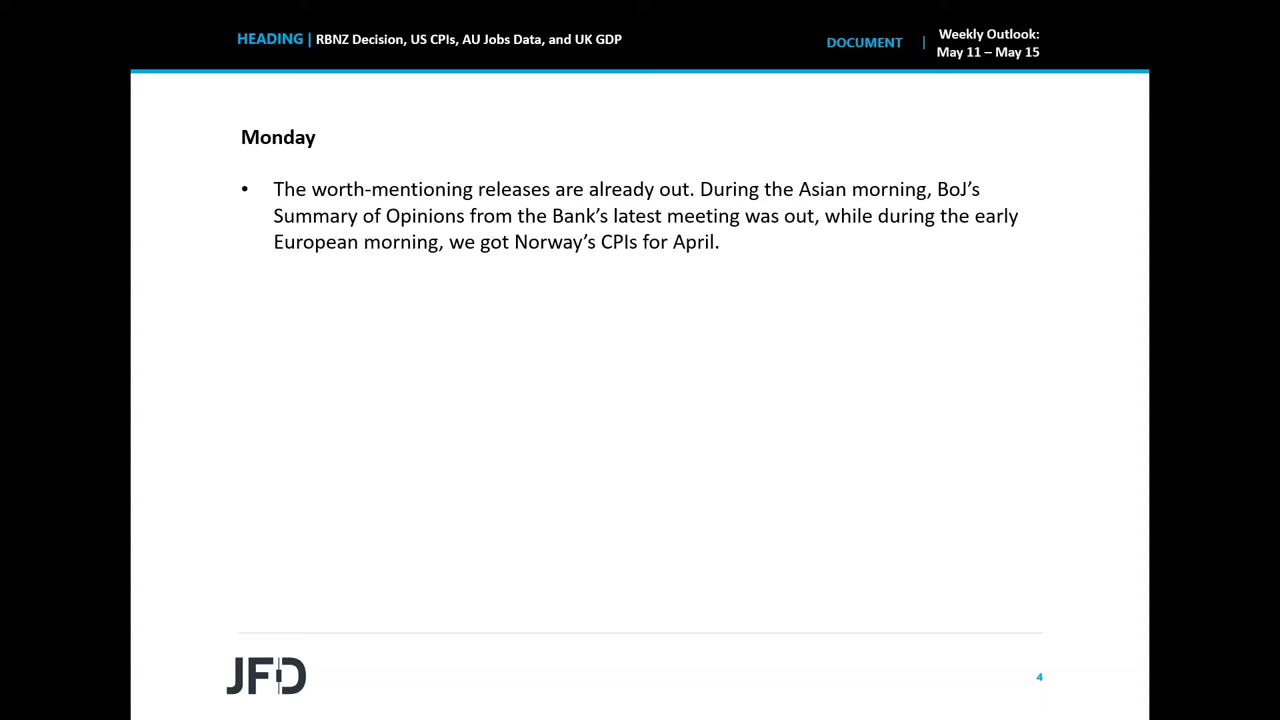 HEADING | RBNZ Decision, US CPIs, AU Jobs Data, and UK GDP
DOCUMENT | Weekly Outlook:
May 11 – May 15
Monday
• The worth-mentioning releases are already out. During the Asian morning, BoJ’s
Summary of Opinions from the Bank’s latest meeting was out, while during the early
European morning, we got Norway’s CPIs for April.
JFD
4